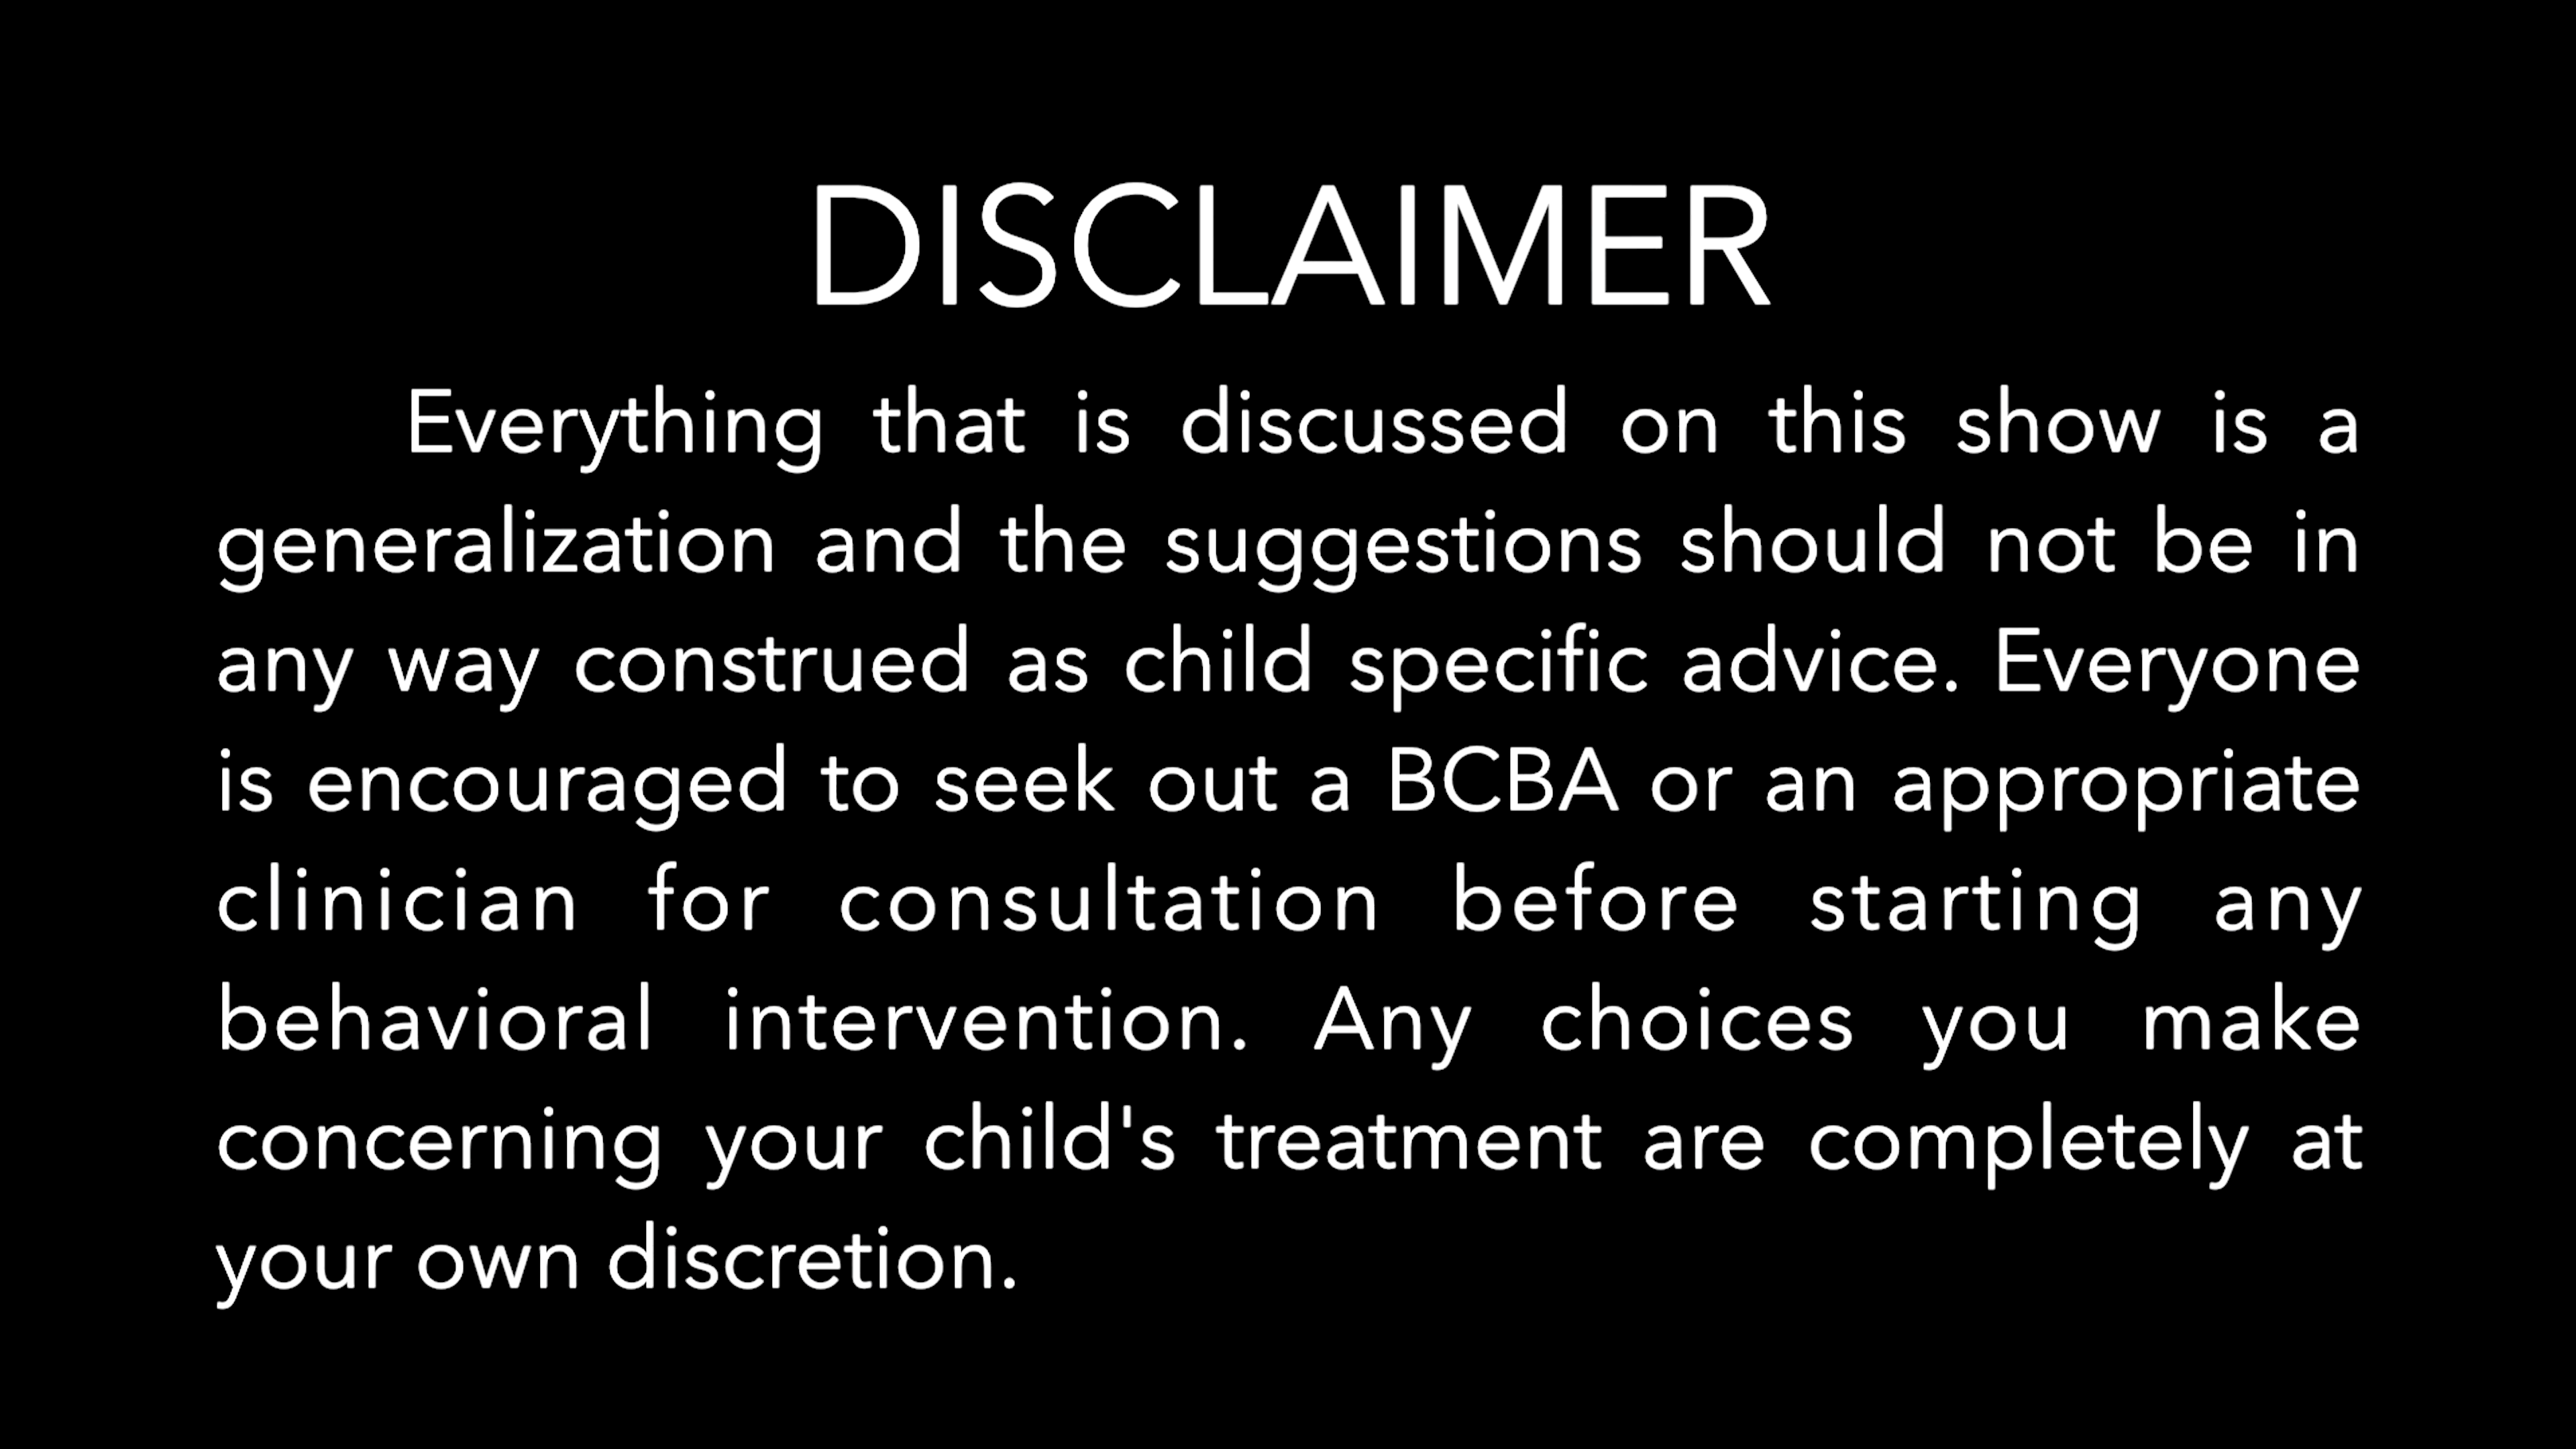 DISCLAIMER
Everything that is discussed on this show is a
generalization and the suggestions should not be in
any way construed as child specific advice. Everyone
is encouraged to seek out a BCBA or an appropriate
clinician for consultation before starting any
behavioral intervention. Any choices you make
concerning your child's treatment are completely at
your own discretion.